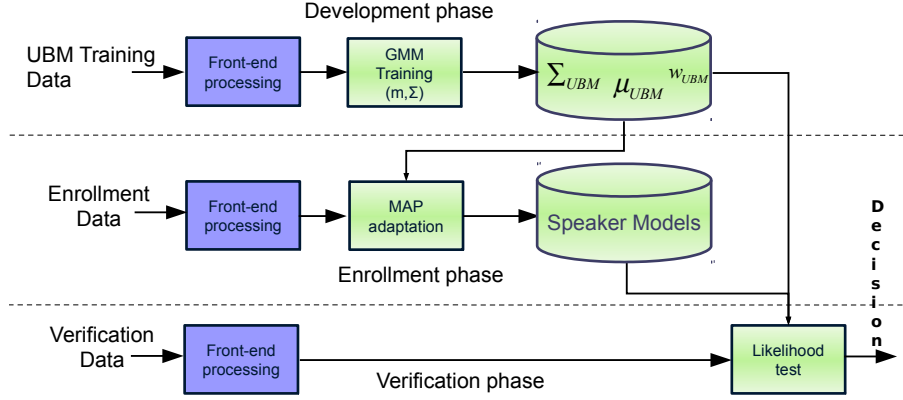 Development phase
UBM Training
Data
Front-end
processing
GMM
Training
(m,Σ)
Σ_UBM μ_UBM w_UBM
Enrollment
Data
Front-end
processing
MAP
adaptation
Speaker Models
Enrollment phase
Decision
Verification
Data
Front-end
processing
Verification phase
Likelihood
test